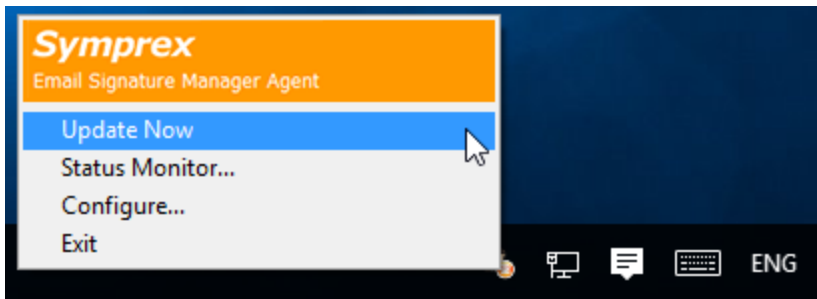 Symprex
Email Signature Manager Agent
Update Now
Status Monitor...
Configure...
Exit
ENG